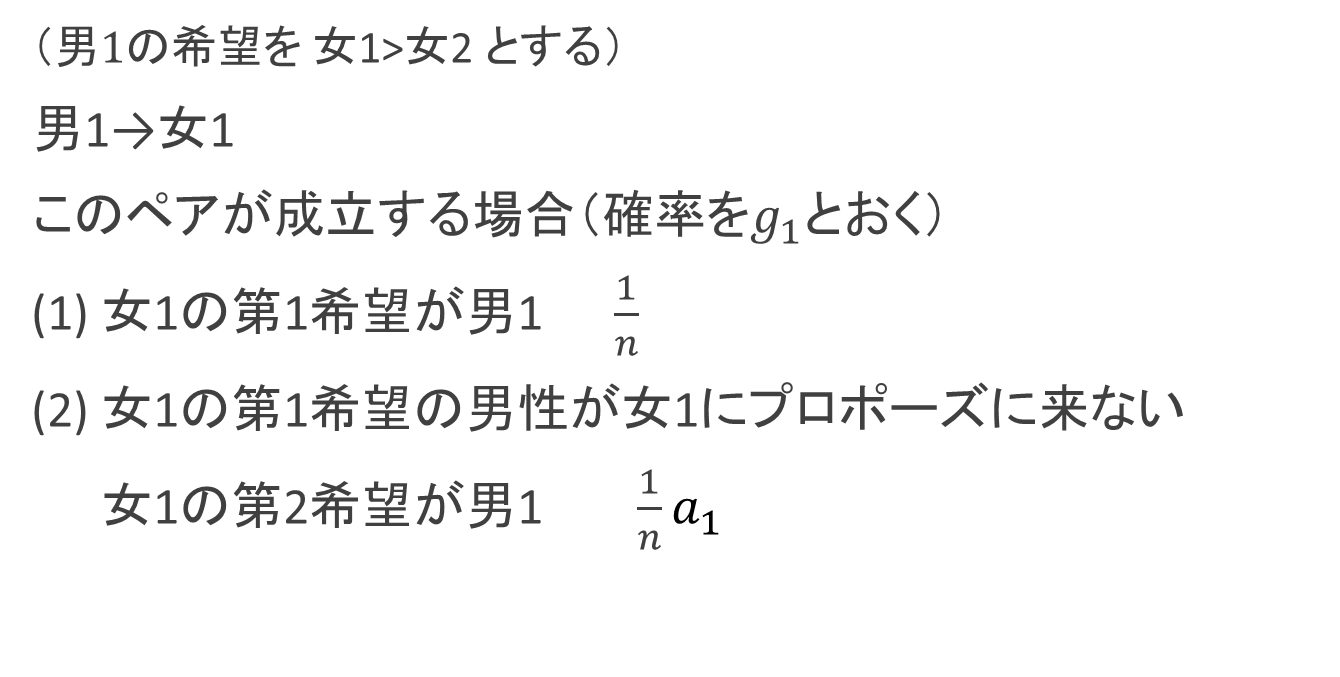 （男1の希望を 女1>女2 とする）
男1→女1
このペアが成立する場合（確率を𝑔₁とおく）
(1) 女1の第1希望が男1 1/𝑛
(2) 女1の第1希望の男性が女1にプロポーズに来ない
女1の第2希望が男1 1/𝑛 𝑎₁